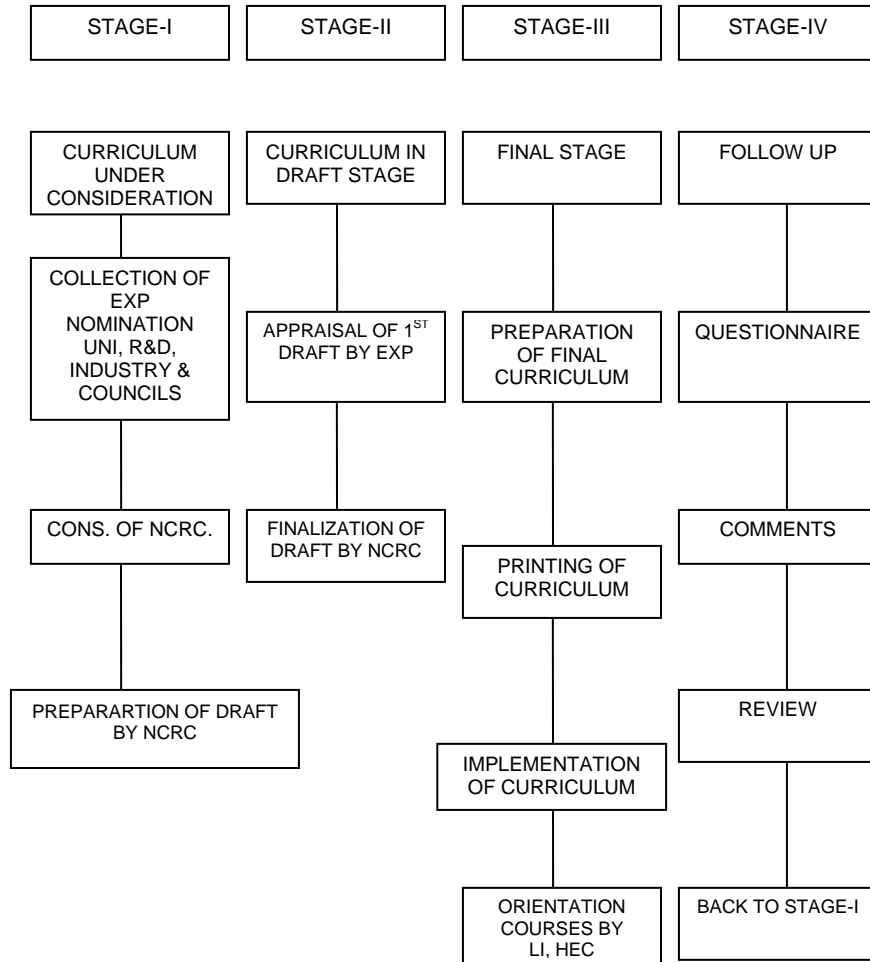 STAGE-I
STAGE-II
STAGE-III
STAGE-IV
CURRICULUM
UNDER
CONSIDERATION
COLLECTION OF
EXP
NOMINATION
UNI, R&D,
INDUSTRY &
COUNCILS
CONS. OF NCRC.
PREPARARTION OF DRAFT
BY NCRC
CURRICULUM IN
DRAFT STAGE
APPRAISAL OF 1ST
DRAFT BY EXP
FINALIZATION OF
DRAFT BY NCRC
FINAL STAGE
PREPARATION
OF FINAL
CURRICULUM
PRINTING OF
CURRICULUM
IMPLEMENTATION
OF CURRICULUM
ORIENTATION
COURSES BY
LI, HEC
FOLLOW UP
QUESTIONNAIRE
COMMENTS
REVIEW
BACK TO STAGE-I